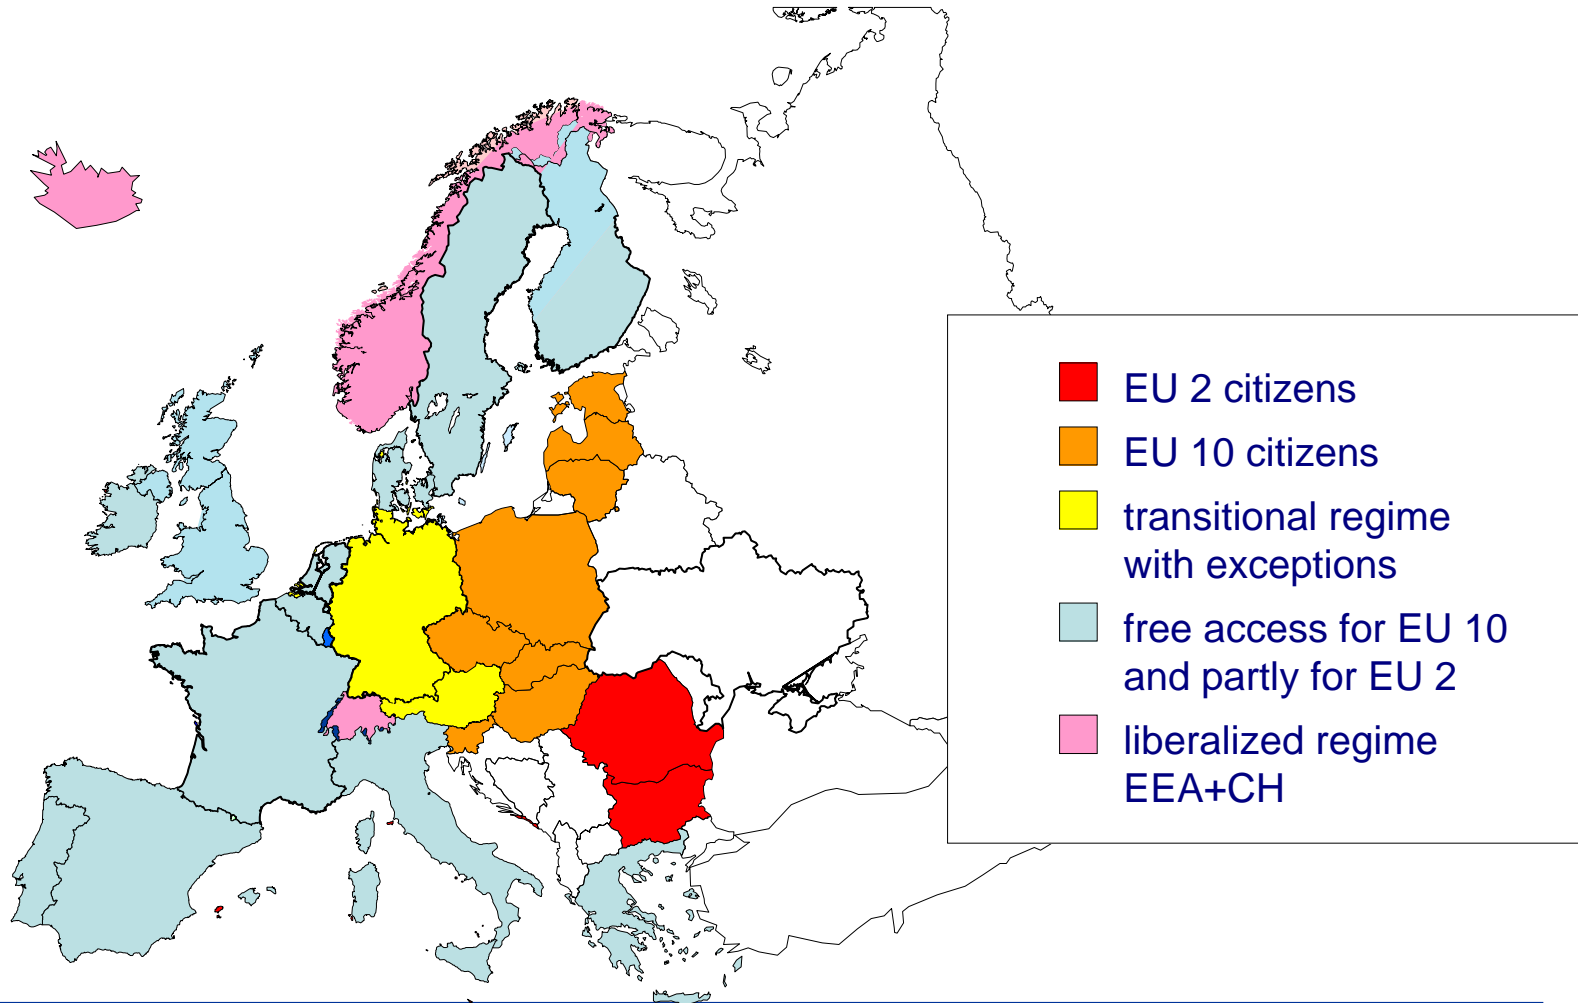 EU 2 citizens
EU 10 citizens
transitional regime
with exceptions
free access for EU 10
and partly for EU 2
liberalized regime
EEA+CH